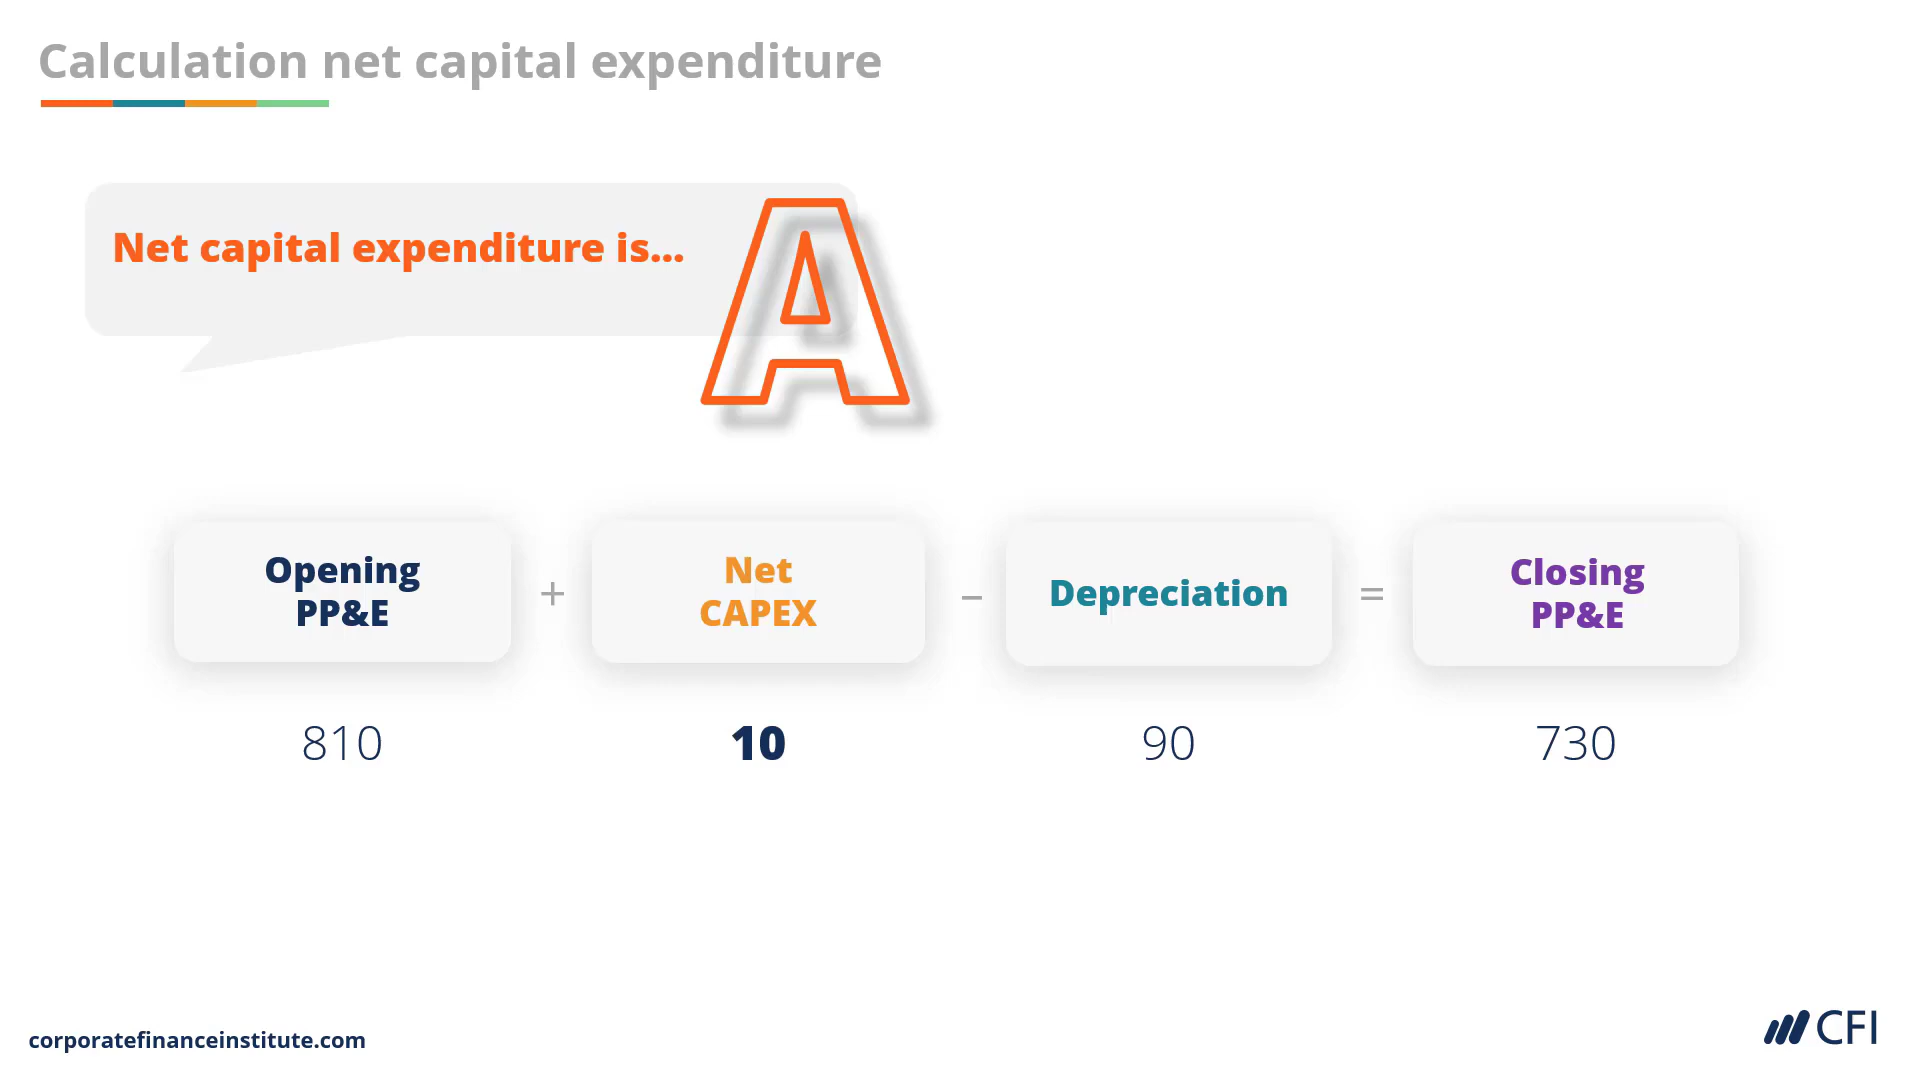 Calculation net capital expenditure
Net capital expenditure is...
A
Opening
PP&E
+
Net
CAPEX
–
Depreciation
=
Closing
PP&E
810
10
90
730
corporatefinanceinstitute.com
CFI